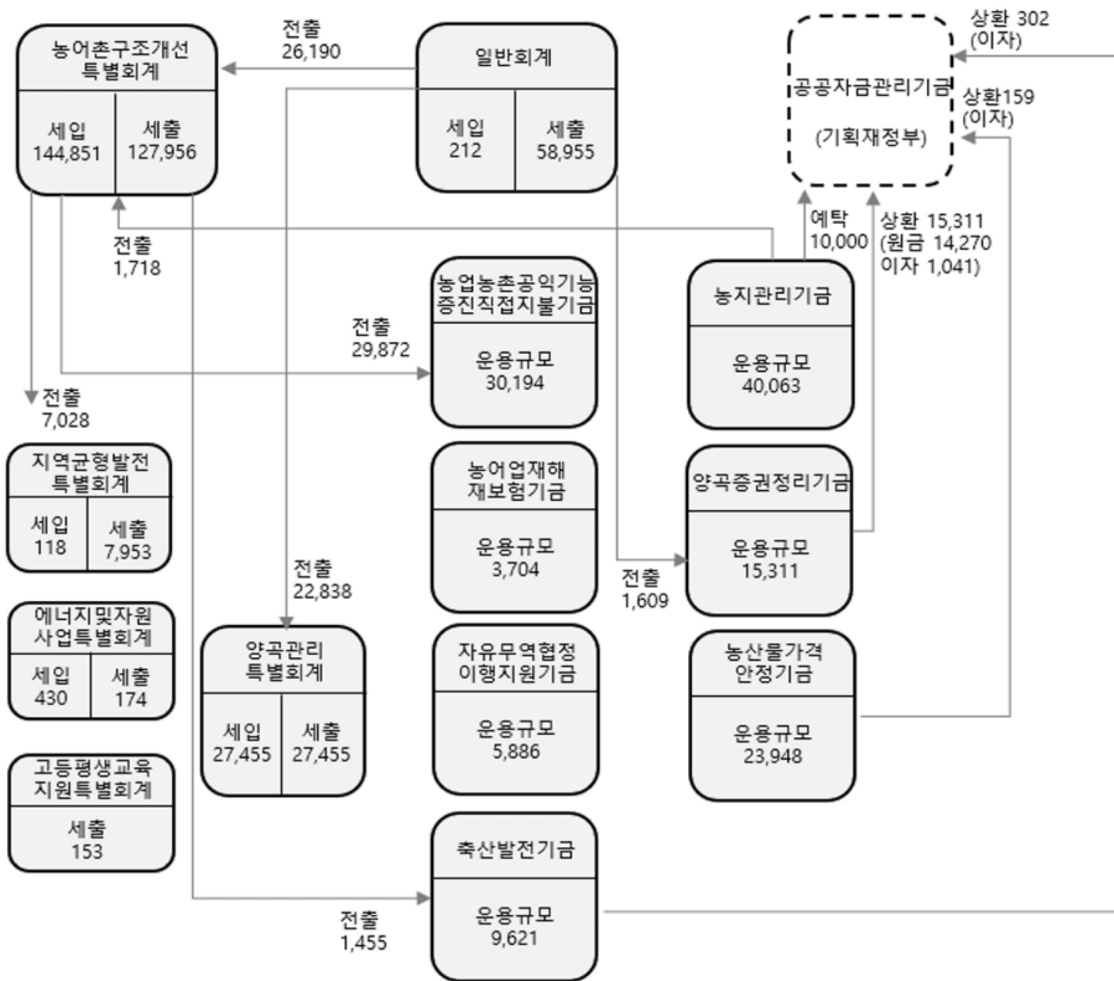 농어촌구조개선
특별회계
세입
144,851
세출
127,956
전출
26,190
일반회계
세입
212
세출
58,955
공공자금관리기금
(기획재정부)
상환 302
(이자)
상환159
(이자)
전출
1,718
예탁
10,000
상환 15,311
(원금 14,270
이자 1,041)
농업농촌공익기능
증진직접지불기금
운용규모
30,194
농지관리기금
운용규모
40,063
전출
29,872
전출
7,028
지역균형발전
특별회계
세입
118
세출
7,953
농어업재해
재보험기금
운용규모
3,704
양곡증권정리기금
운용규모
15,311
전출
22,838
전출
1,609
에너지및자원
사업특별회계
세입
430
세출
174
양곡관리
특별회계
세입
27,455
세출
27,455
자유무역협정
이행지원기금
운용규모
5,886
농산물가격
안정기금
운용규모
23,948
고등평생교육
지원특별회계
세출
153
축산발전기금
운용규모
9,621
전출
1,455